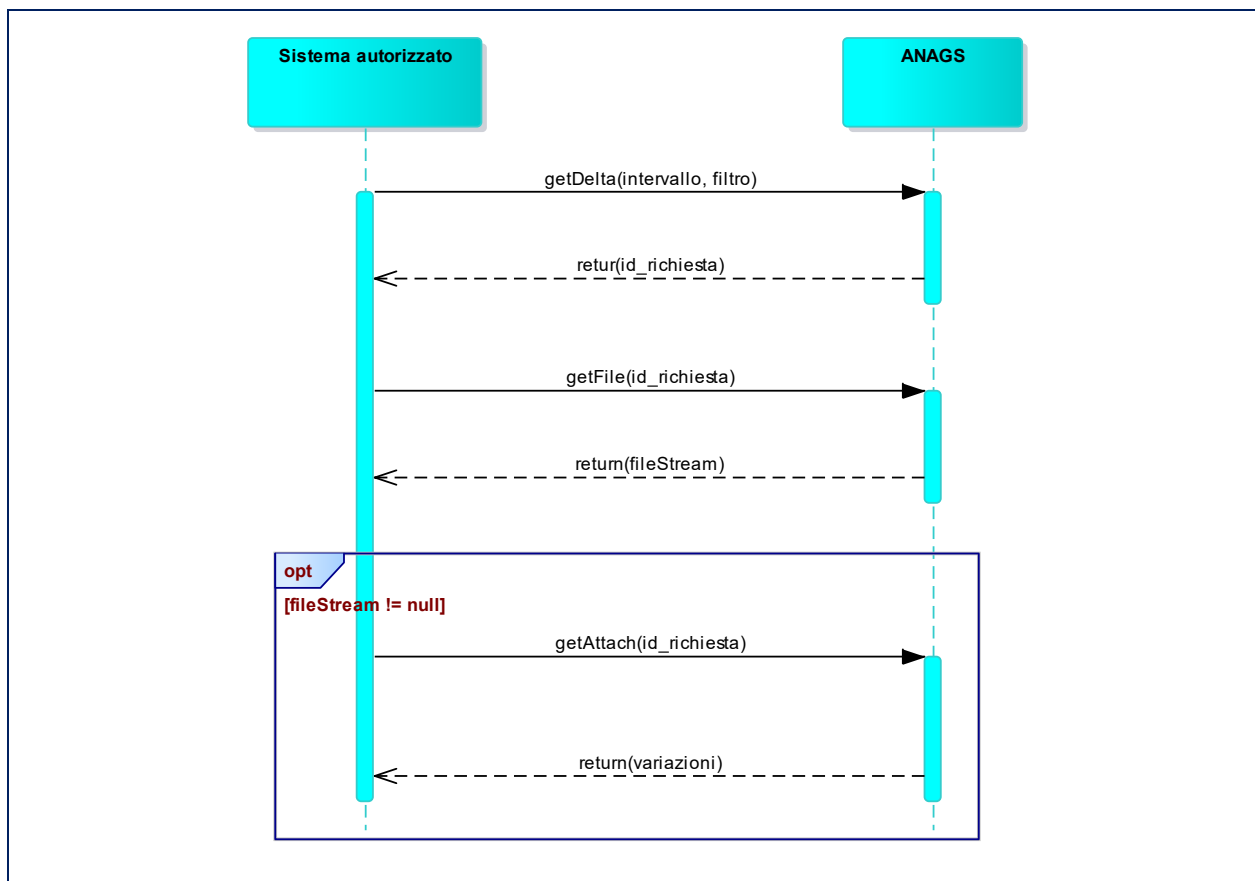 Sistema autorizzato
ANAGS
getDelta(intervallo, filtro)
retur(id_richiesta)
getFile(id_richiesta)
return(fileStream)
opt
[fileStream != null]
getAttach(id_richiesta)
return(variazioni)